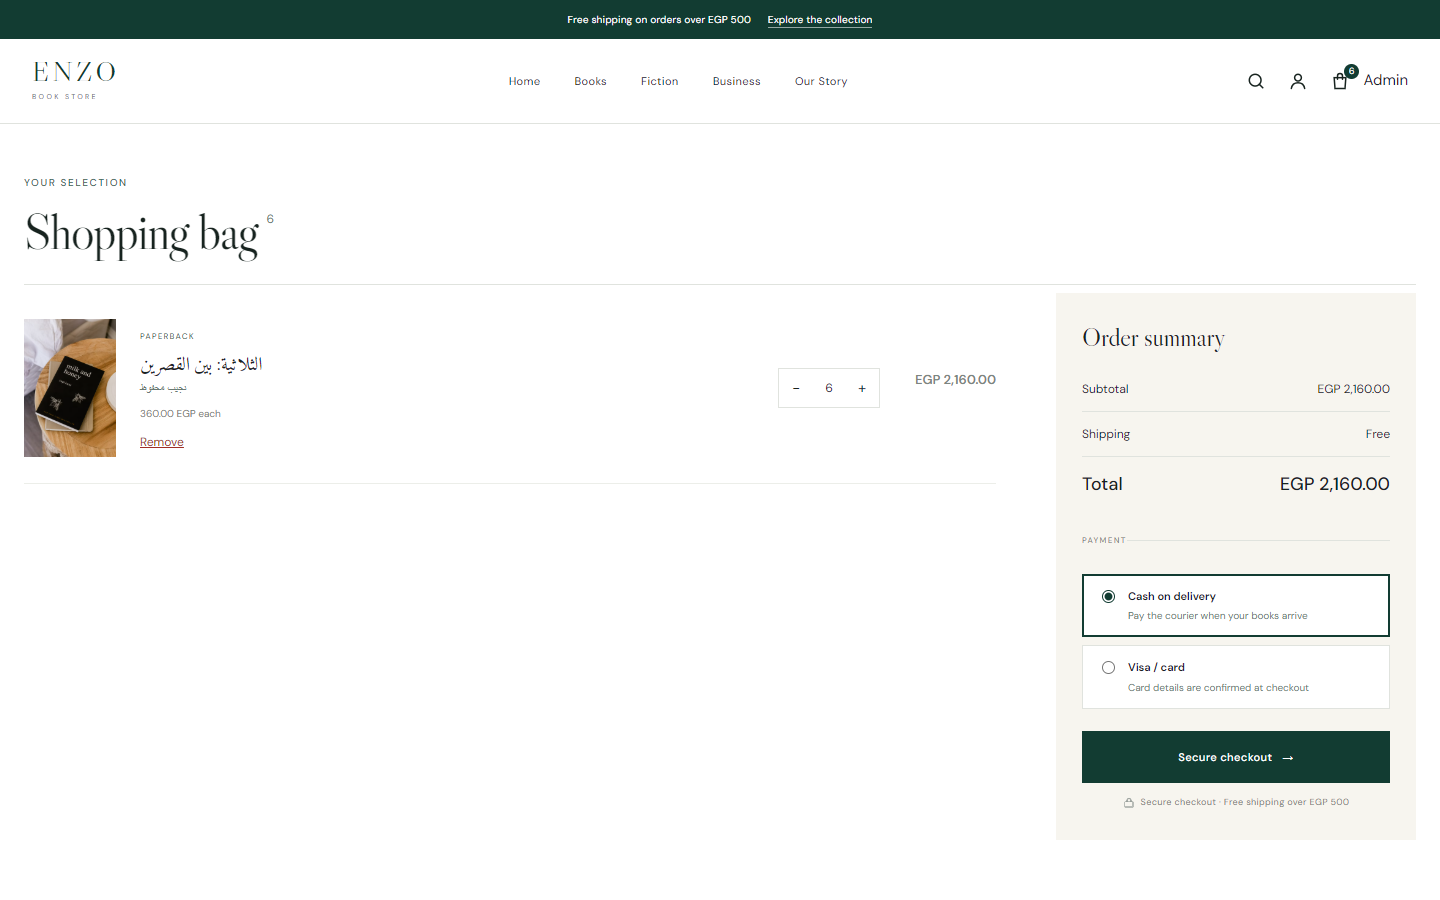 Free shipping on orders over EGP 500 Explore the collection
ENZO
BOOK STORE
Home Books Fiction Business Our Story
6 Admin
YOUR SELECTION
Shopping bag 6
PAPERBACK
الثلاثية: بين القصرين
نجيب محفوظ
360.00 EGP each
Remove
− 6 +
EGP 2,160.00
milk and
honey
Order summary
Subtotal EGP 2,160.00
Shipping Free
Total EGP 2,160.00
PAYMENT
Cash on delivery
Pay the courier when your books arrive
Visa / card
Card details are confirmed at checkout
Secure checkout →
Secure checkout · Free shipping over EGP 500